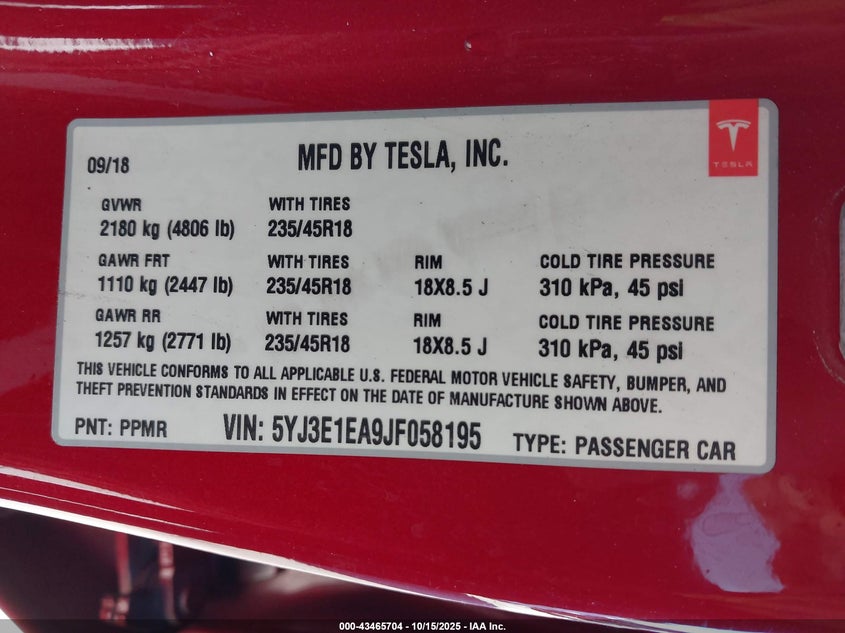 TESLA
09/18 MFD BY TESLA, INC.
GVWR WITH TIRES
2180 kg (4806 lb) 235/45R18
GAWR FRT WITH TIRES RIM COLD TIRE PRESSURE
1110 kg (2447 lb) 235/45R18 18X8.5 J 310 kPa, 45 psi
GAWR RR WITH TIRES RIM COLD TIRE PRESSURE
1257 kg (2771 lb) 235/45R18 18X8.5 J 310 kPa, 45 psi
THIS VEHICLE CONFORMS TO ALL APPLICABLE U.S. FEDERAL MOTOR VEHICLE SAFETY, BUMPER, AND
THEFT PREVENTION STANDARDS IN EFFECT ON THE DATE OF MANUFACTURE SHOWN ABOVE.
PNT: PPMR VIN: 5YJ3E1EA9JF058195 TYPE: PASSENGER CAR
000-43465704 - 10/15/2025 - IAA Inc.